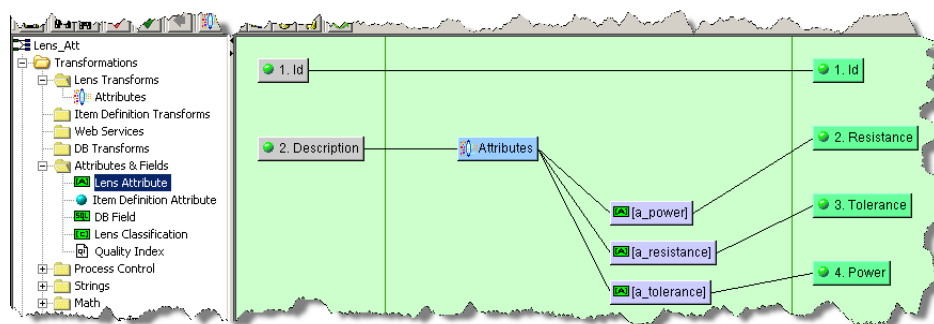 Lens_Att
Transformations
Lens Transforms
Attributes
Item Definition Transforms
Web Services
DB Transforms
Attributes & Fields
[A] Lens Attribute
Item Definition Attribute
SQL DB Field
[C] Lens Classification
Quality Index
Process Control
Strings
Math
1. Id
1. Id
2. Description
Attributes
2. Resistance
[A] [a_power]
3. Tolerance
[A] [a_resistance]
4. Power
[A] [a_tolerance]